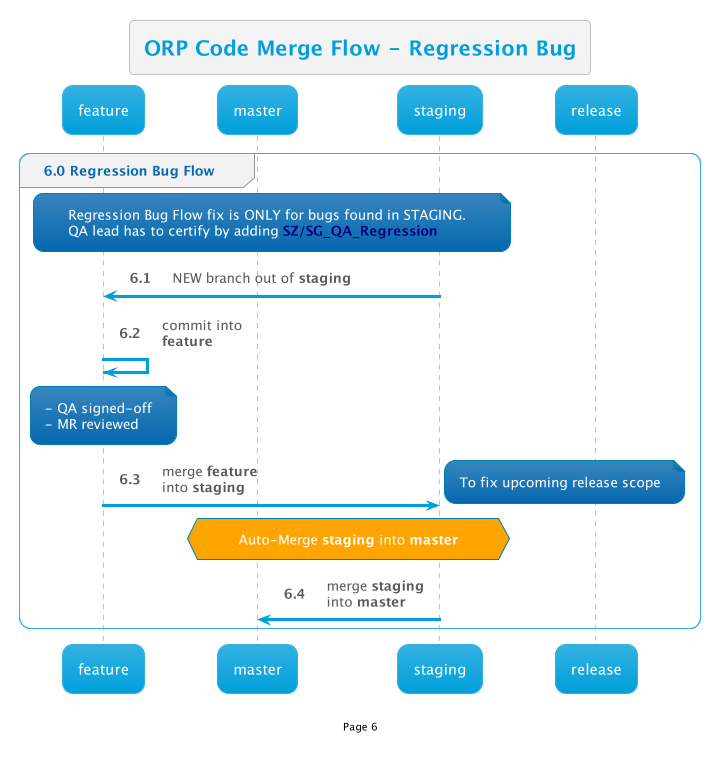 ORP Code Merge Flow - Regression Bug
feature master staging release
6.0 Regression Bug Flow
Regression Bug Flow fix is ONLY for bugs found in STAGING.
QA lead has to certify by adding SZ/SG_QA_Regression
6.1 NEW branch out of staging
6.2 commit into
feature
- QA signed-off
- MR reviewed
6.3 merge feature
into staging
To fix upcoming release scope
Auto-Merge staging into master
6.4 merge staging
into master
feature master staging release
Page 6